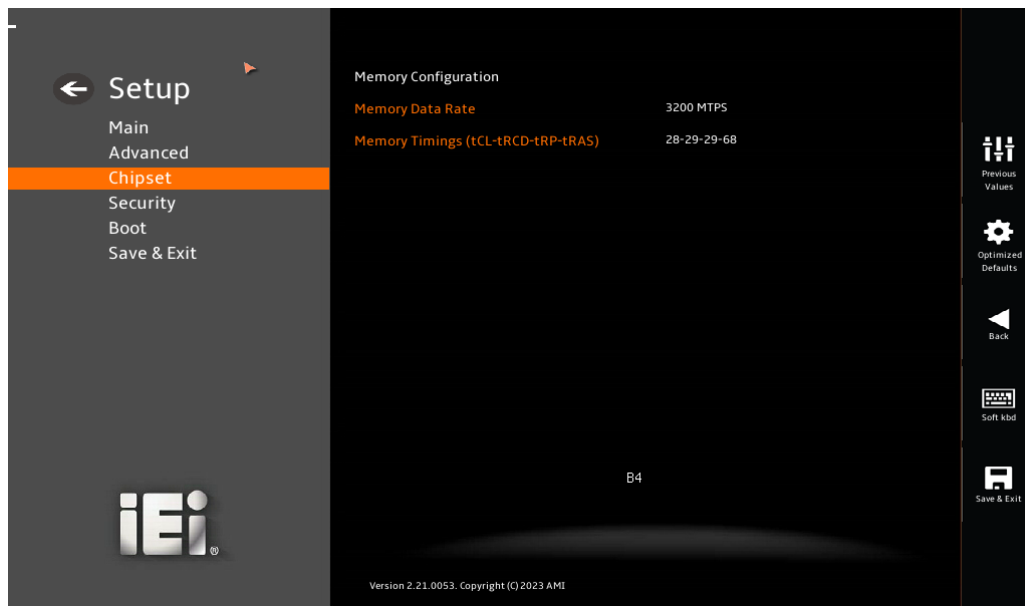 Setup
Main
Advanced
Chipset
Security
Boot
Save & Exit
iEi®
Memory Configuration
Memory Data Rate 3200 MTPS
Memory Timings (tCL-tRCD-tRP-tRAS) 28-29-29-68
B4
Version 2.21.0053. Copyright (C) 2023 AMI
Previous
Values
Optimized
Defaults
Back
Soft kbd
Save & Exit